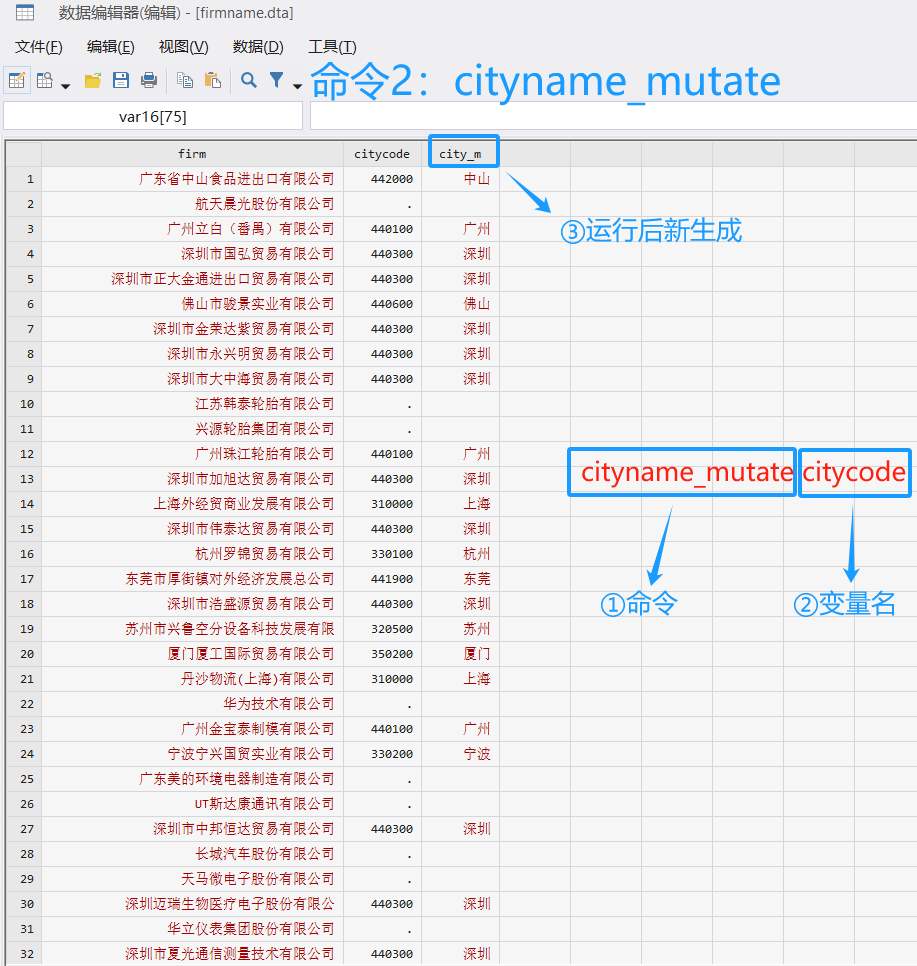 数据编辑器(编辑) - [firmname.dta]
文件(F) 编辑(E) 视图(V) 数据(D) 工具(T)
命令2：cityname_mutate
var16[75]
firm citycode city_m
1 广东省中山食品进出口有限公司 442000 中山
2 航天晨光股份有限公司 .
③运行后新生成
3 广州立白（番禺）有限公司 440100 广州
4 深圳市国弘贸易有限公司 440300 深圳
5 深圳市正大金通进出口贸易有限公司 440300 深圳
6 佛山市骏景实业有限公司 440600 佛山
7 深圳市金荣达紫贸易有限公司 440300 深圳
8 深圳市永兴明贸易有限公司 440300 深圳
9 深圳市大中海贸易有限公司 440300 深圳
10 江苏韩泰轮胎有限公司 .
11 兴源轮胎集团有限公司 .
12 广州珠江轮胎有限公司 440100 广州
cityname_mutate citycode
13 深圳市加旭达贸易有限公司 440300 深圳
14 上海外经贸商业发展有限公司 310000 上海
15 深圳市伟泰达贸易有限公司 440300 深圳
16 杭州罗锦贸易有限公司 330100 杭州
17 东莞市厚街镇对外经济发展总公司 441900 东莞
18 深圳市浩盛源贸易有限公司 440300 深圳
①命令 ②变量名
19 苏州市兴鲁空分设备科技发展有限 320500 苏州
20 厦门厦工国际贸易有限公司 350200 厦门
21 丹沙物流(上海)有限公司 310000 上海
22 华为技术有限公司 .
23 广州金宝泰制模有限公司 440100 广州
24 宁波宁兴国贸实业有限公司 330200 宁波
25 广东美的环境电器制造有限公司 .
26 UT斯达康通讯有限公司 .
27 深圳市中邦恒达贸易有限公司 440300 深圳
28 长城汽车股份有限公司 .
29 天马微电子股份有限公司 .
30 深圳迈瑞生物医疗电子股份有限公 440300 深圳
31 华立仪表集团股份有限公司 .
32 深圳市夏光通信测量技术有限公司 440300 深圳